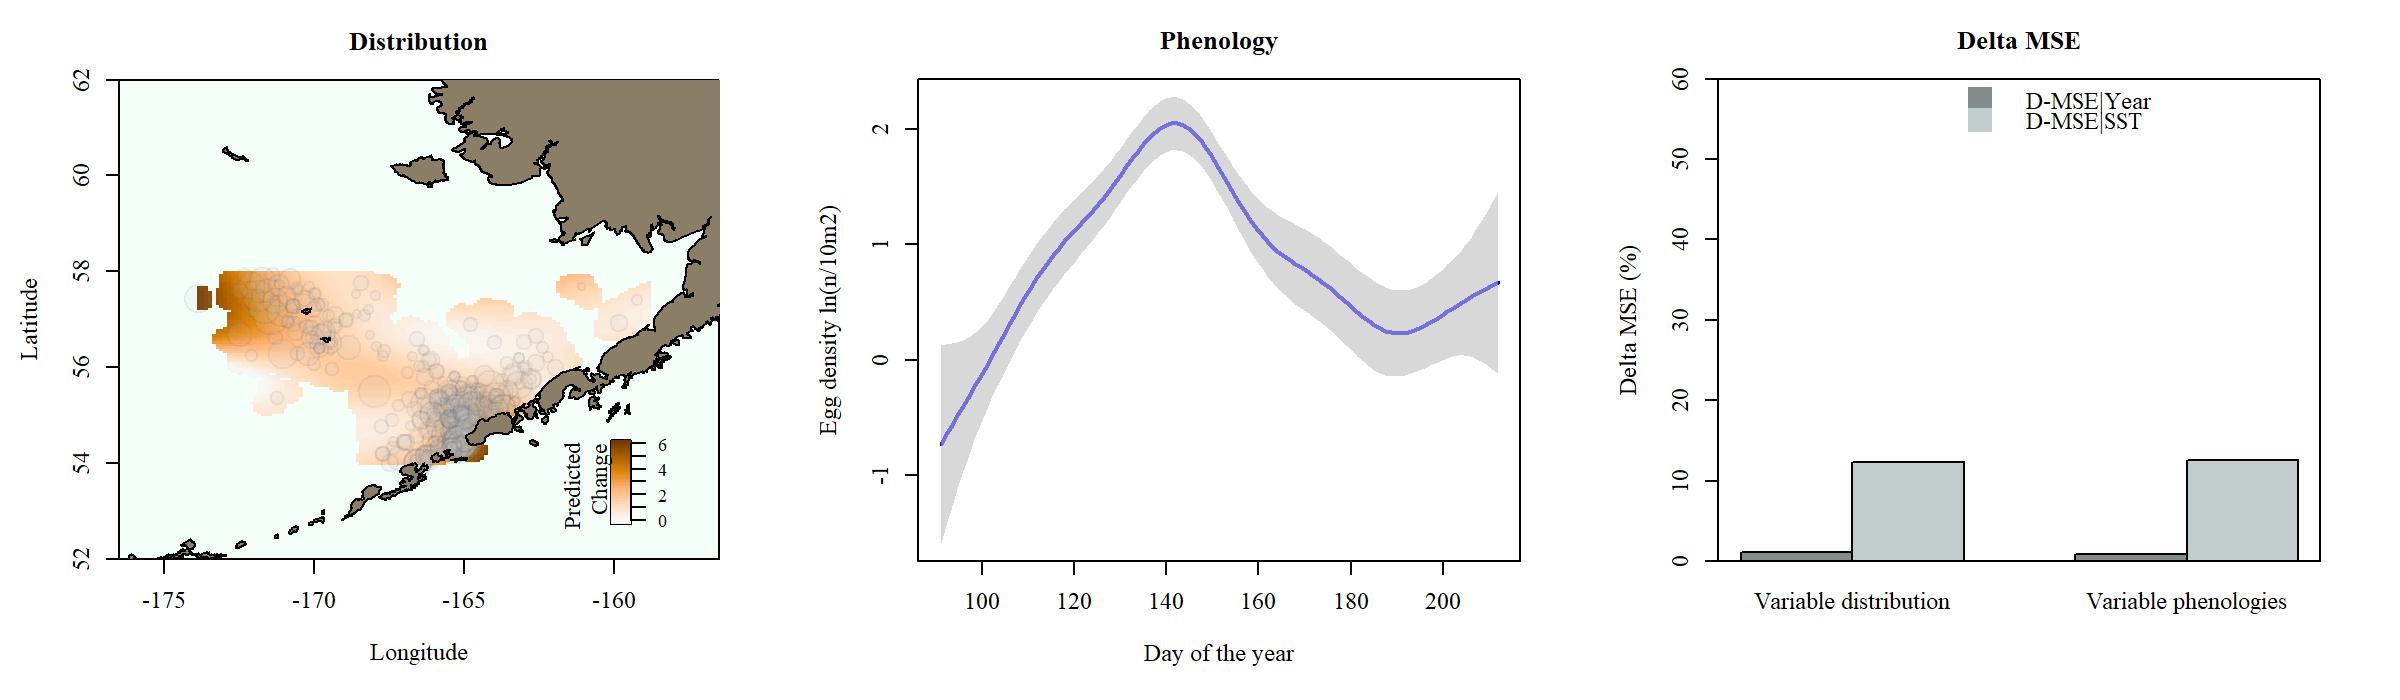 Distribution
62
60
58
56
54
52
Latitude
-175
-170
-165
-160
Longitude
Predicted
Change
6
4
2
0
Phenology
2
1
0
-1
Egg density ln(n/10m2)
100
120
140
160
180
200
Day of the year
Delta MSE
60
50
40
30
20
10
0
Delta MSE (%)
D-MSE|Year
D-MSE|SST
Variable distribution
Variable phenologies